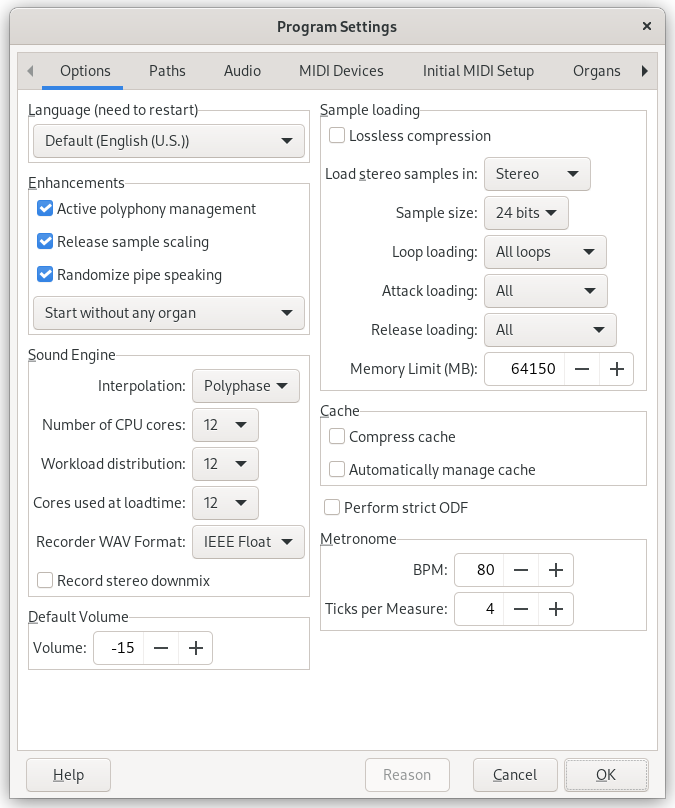 Program Settings
Options Paths Audio MIDI Devices Initial MIDI Setup Organs
Language (need to restart)
Default (English (U.S.))
Enhancements
Active polyphony management
Release sample scaling
Randomize pipe speaking
Start without any organ
Sound Engine
Interpolation: Polyphase
Number of CPU cores: 12
Workload distribution: 12
Cores used at loadtime: 12
Recorder WAV Format: IEEE Float
Record stereo downmix
Default Volume
Volume: -15
Sample loading
Lossless compression
Load stereo samples in: Stereo
Sample size: 24 bits
Loop loading: All loops
Attack loading: All
Release loading: All
Memory Limit (MB): 64150
Cache
Compress cache
Automatically manage cache
Perform strict ODF
Metronome
BPM: 80
Ticks per Measure: 4
Help Reason Cancel OK